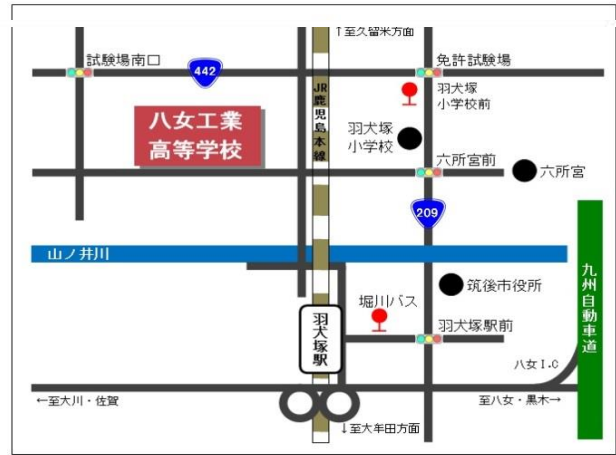 ↑至久留米方面
試験場南口
442
免許試験場
JR鹿児島本線
羽犬塚
小学校前
八女工業
高等学校
羽犬塚
小学校
六所宮前
六所宮
209
山ノ井川
九州自動車道
筑後市役所
堀川バス
羽犬塚駅
羽犬塚駅前
八女I.C
←至大川・佐賀
至八女・黒木→
↓至大牟田方面